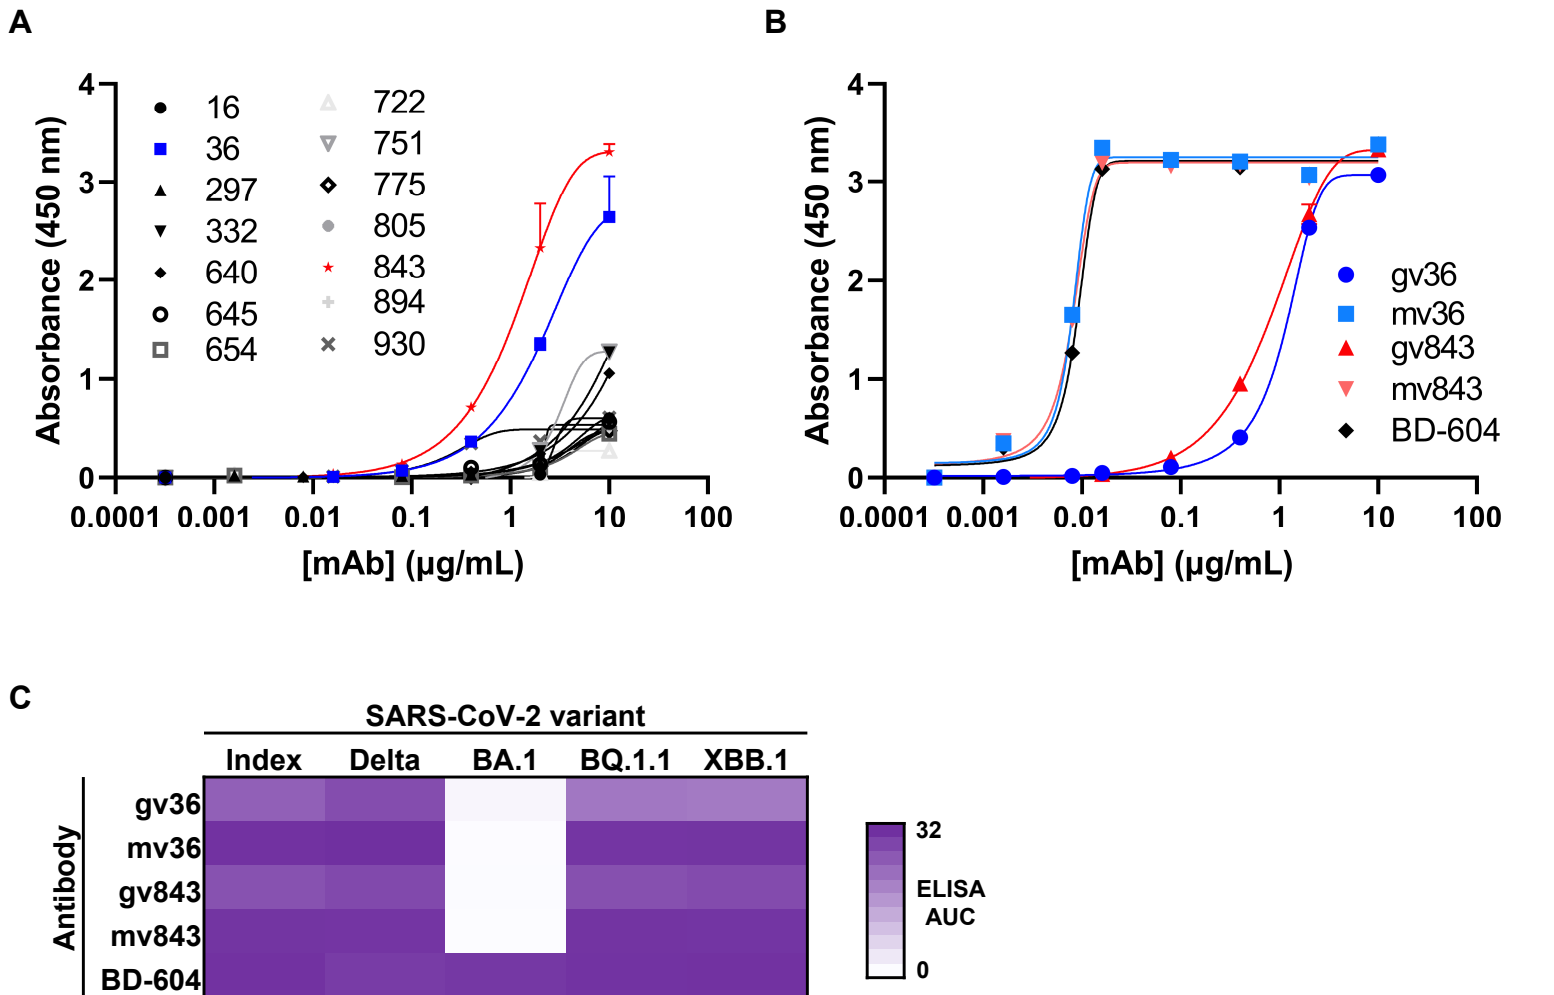 A
B
4
3
2
1
0
Absorbance (450 nm)
16
36
297
332
640
645
654
722
751
775
805
843
894
930
0.0001 0.001 0.01 0.1 1 10 100
[mAb] (µg/mL)
4
3
2
1
0
Absorbance (450 nm)
gv36
mv36
gv843
mv843
BD-604
0.0001 0.001 0.01 0.1 1 10 100
[mAb] (µg/mL)
C
SARS-CoV-2 variant
Index Delta BA.1 BQ.1.1 XBB.1
Antibody
gv36
mv36
gv843
mv843
BD-604
32
ELISA
AUC
0